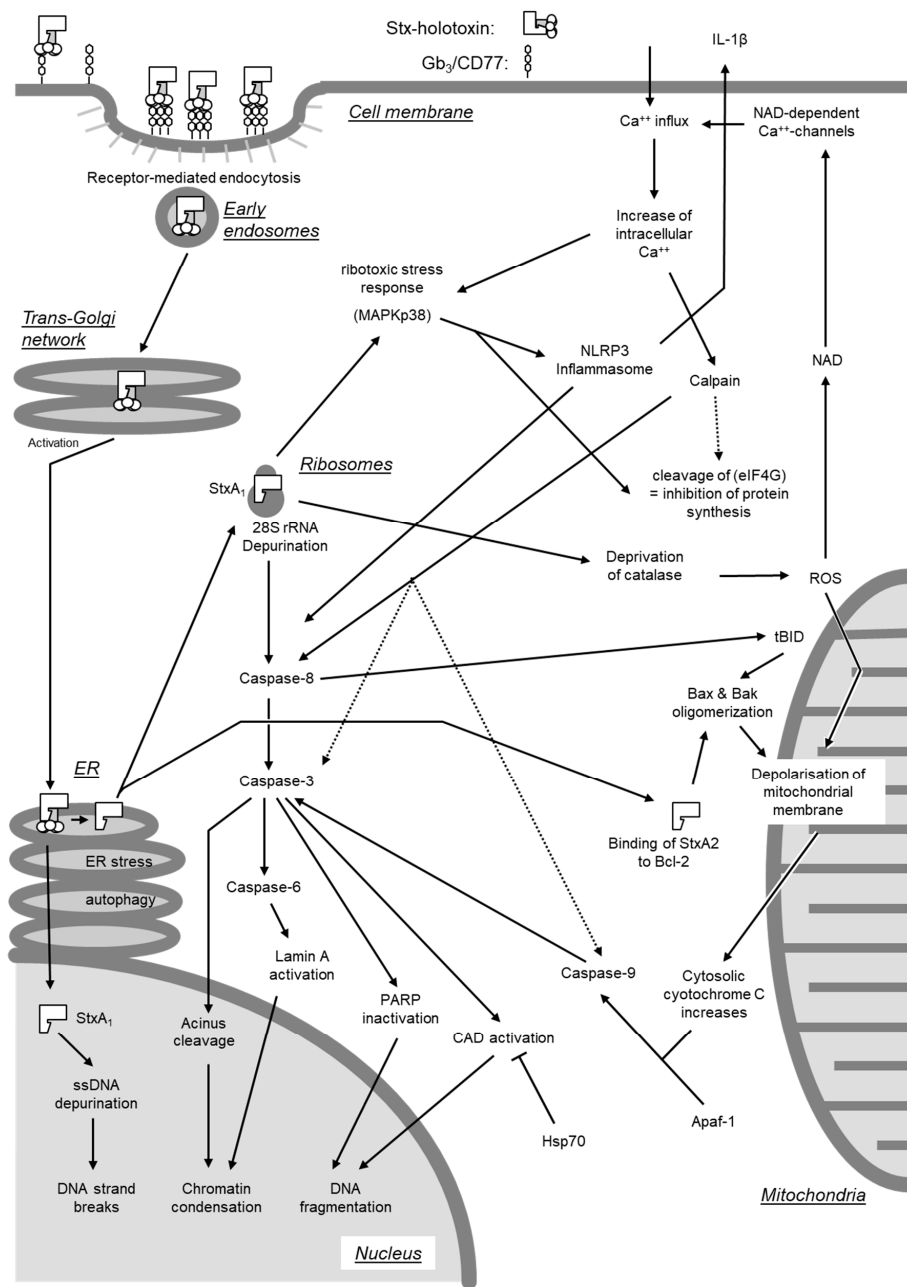 Stx-holotoxin:
Gb3/CD77:
IL-1β
Cell membrane
Ca++ influx
NAD-dependent
Ca++-channels
Receptor-mediated endocytosis
Early
endosomes
Increase of
intracellular
Ca++
ribotoxic stress
response
(MAPKp38)
Trans-Golgi
network
NLRP3
Inflammasome
NAD
Calpain
Activation
Ribosomes
StxA1
28S rRNA
Depurination
cleavage of (eIF4G)
= inhibition of protein
synthesis
Deprivation
of catalase
ROS
tBID
Caspase-8
Bax & Bak
oligomerization
ER
Caspase-3
Depolarisation of
mitochondrial
membrane
Binding of StxA2
to Bcl-2
ER stress
autophagy
Caspase-6
Lamin A
activation
Caspase-9
Cytosolic
cyotochrome C
increases
StxA1
Acinus
cleavage
PARP
inactivation
CAD activation
ssDNA
depurination
Hsp70
Apaf-1
DNA strand
breaks
Chromatin
condensation
DNA
fragmentation
Mitochondria
Nucleus